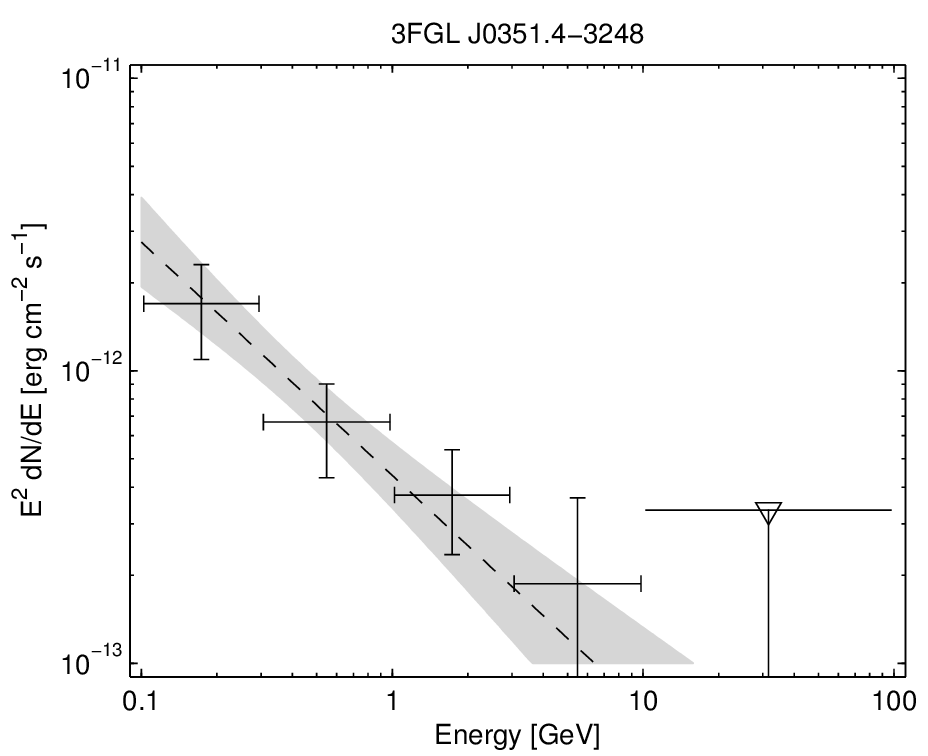 3FGL J0351.4−3248
10⁻¹¹
10⁻¹²
10⁻¹³
E² dN/dE [erg cm⁻² s⁻¹]
0.1 1 10 100
Energy [GeV]